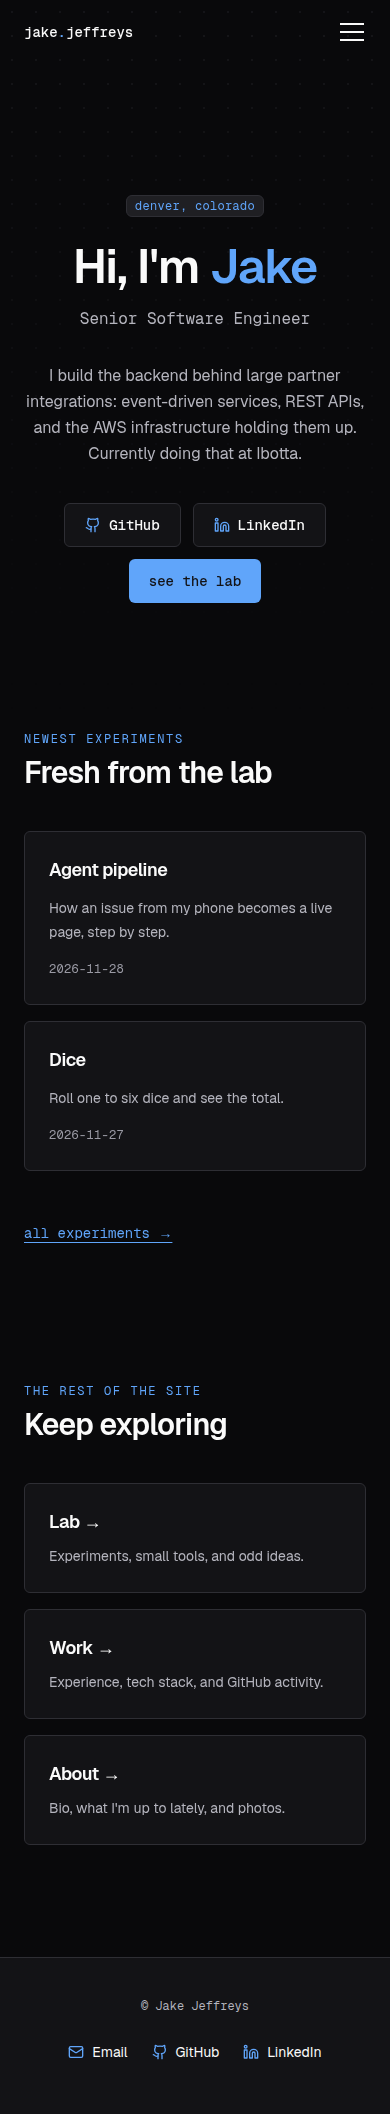 jake.jeffreys
denver, colorado
Hi, I'm Jake
Senior Software Engineer
I build the backend behind large partner
integrations: event-driven services, REST APIs,
and the AWS infrastructure holding them up.
Currently doing that at Ibotta.
GitHub LinkedIn
see the lab
NEWEST EXPERIMENTS
Fresh from the lab
Agent pipeline
How an issue from my phone becomes a live
page, step by step.
2026-11-28
Dice
Roll one to six dice and see the total.
2026-11-27
all experiments →
THE REST OF THE SITE
Keep exploring
Lab →
Experiments, small tools, and odd ideas.
Work →
Experience, tech stack, and GitHub activity.
About →
Bio, what I'm up to lately, and photos.
© Jake Jeffreys
Email GitHub LinkedIn